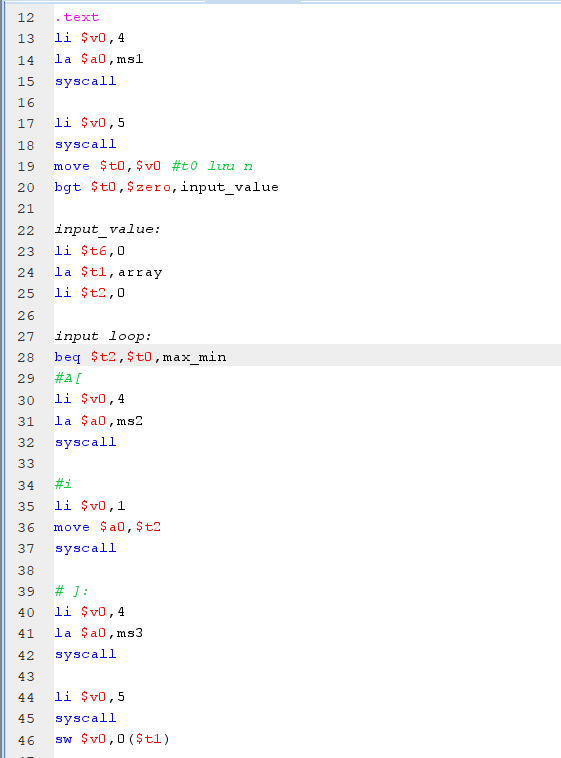 12 .text
13 li $v0,4
14 la $a0,ms1
15 syscall
16
17 li $v0,5
18 syscall
19 move $t0,$v0 #t0 luu n
20 bgt $t0,$zero,input_value
21
22 input_value:
23 li $t6,0
24 la $t1,array
25 li $t2,0
26
27 input_loop:
28 beq $t2,$t0,max_min
29 #A[
30 li $v0,4
31 la $a0,ms2
32 syscall
33
34 #i
35 li $v0,1
36 move $a0,$t2
37 syscall
38
39 # ]:
40 li $v0,4
41 la $a0,ms3
42 syscall
43
44 li $v0,5
45 syscall
46 sw $v0,0($t1)